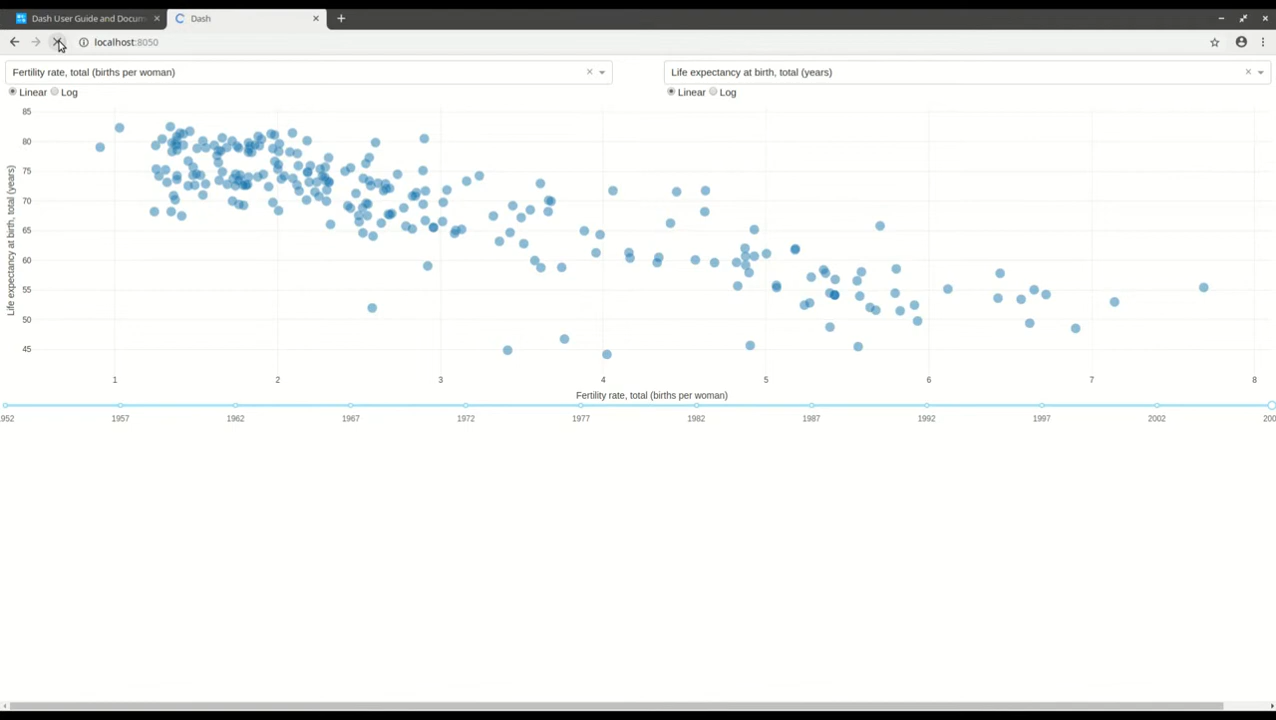 Dash User Guide and Docum
Dash
localhost:8050
Fertility rate, total (births per woman)
Life expectancy at birth, total (years)
Linear Log
Linear Log
Life expectancy at birth, total (years)
85
80
75
70
65
60
55
50
45
1 2 3 4 5 6 7 8
Fertility rate, total (births per woman)
952 1957 1962 1967 1972 1977 1982 1987 1992 1997 2002 200